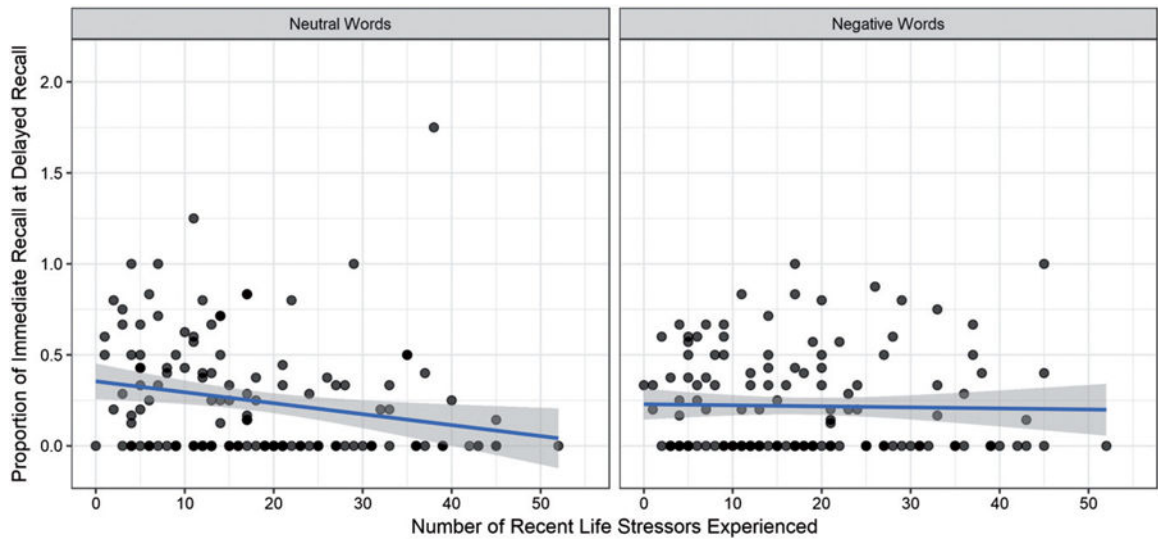 Neutral Words
Negative Words
Proportion of Immediate Recall at Delayed Recall
2.0
1.5
1.0
0.5
0.0
0 10 20 30 40 50
0 10 20 30 40 50
Number of Recent Life Stressors Experienced